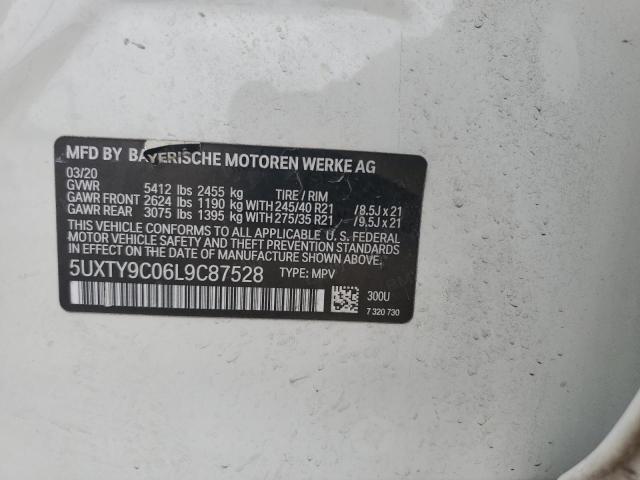 MFD BY BAYERISCHE MOTOREN WERKE AG
03/20
GVWR 5412 lbs 2455 kg TIRE / RIM
GAWR FRONT 2624 lbs 1190 kg WITH 245/40 R21 /8.5J x 21
GAWR REAR 3075 lbs 1395 kg WITH 275/35 R21 /9,5J x 21
THIS VEHICLE CONFORMS TO ALL APPLICABLE U. S. FEDERAL
MOTOR VEHICLE SAFETY, BUMPER, AND THEFT PREVENTION
STANDARDS IN EFFECT ON THE DATE OF MANUFACTURE SHOWN ABOVE.
5UXTY9C06L9C87528 TYPE: MPV
300U
7 320 730